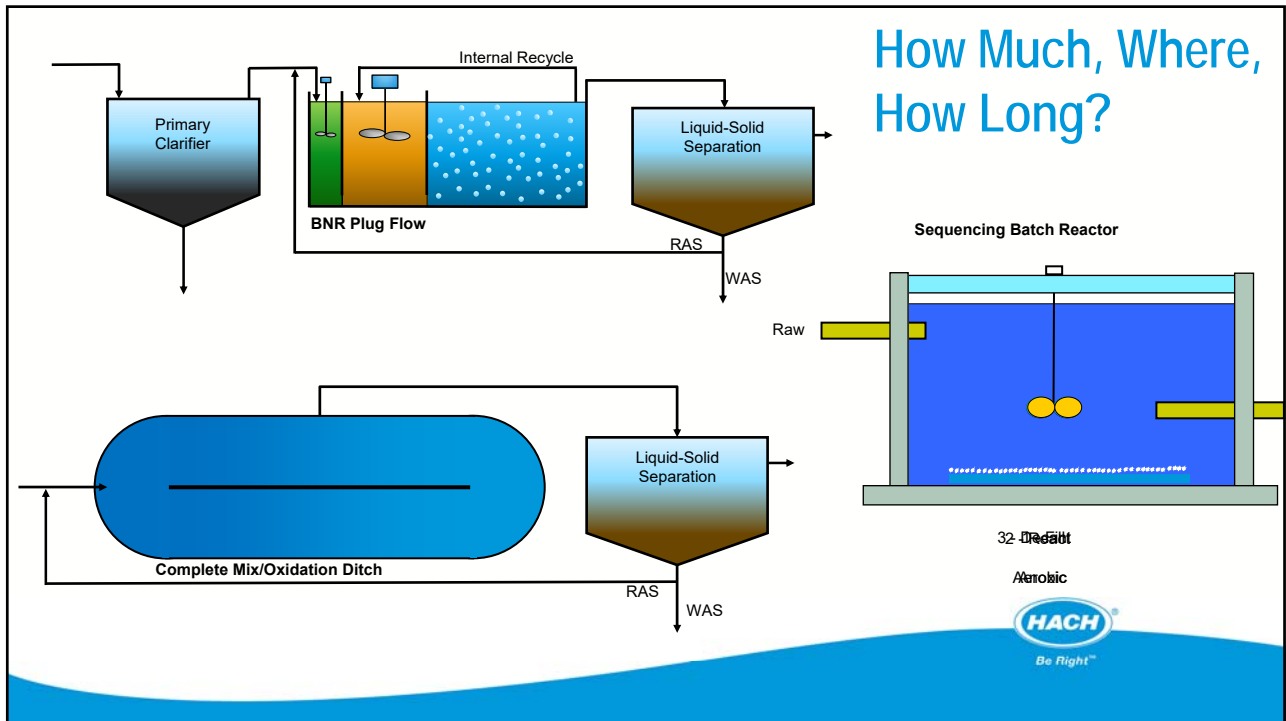 How Much, Where,
How Long?
Internal Recycle
Primary
Clarifier
Liquid-Solid
Separation
BNR Plug Flow
RAS
WAS
Sequencing Batch Reactor
Raw
Liquid-Solid
Separation
Complete Mix/Oxidation Ditch
RAS
WAS
HACH®
Be Right™